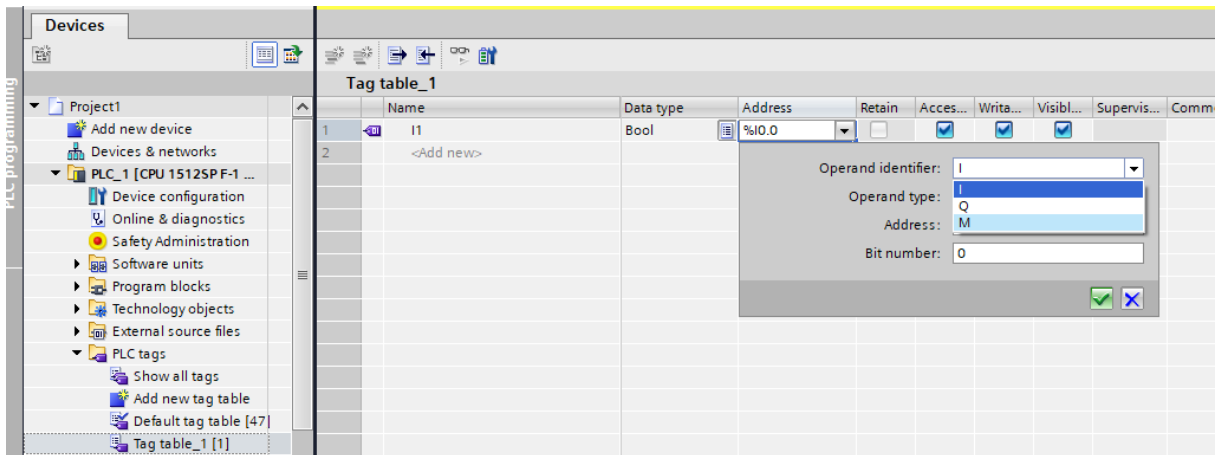 Devices
PLC programming
Tag table_1
Name Data type Address Retain Acces... Writa... Visibl... Supervis... Comm
1 I1 Bool %I0.0
2 <Add new>
Project1
Add new device
Devices & networks
PLC_1 [CPU 1512SP F-1 ...
Device configuration
Online & diagnostics
Safety Administration
Software units
Program blocks
Technology objects
External source files
PLC tags
Show all tags
Add new tag table
Default tag table [47]
Tag table_1 [1]
Operand identifier: I
I
Q
M
Operand type:
Address:
Bit number: 0